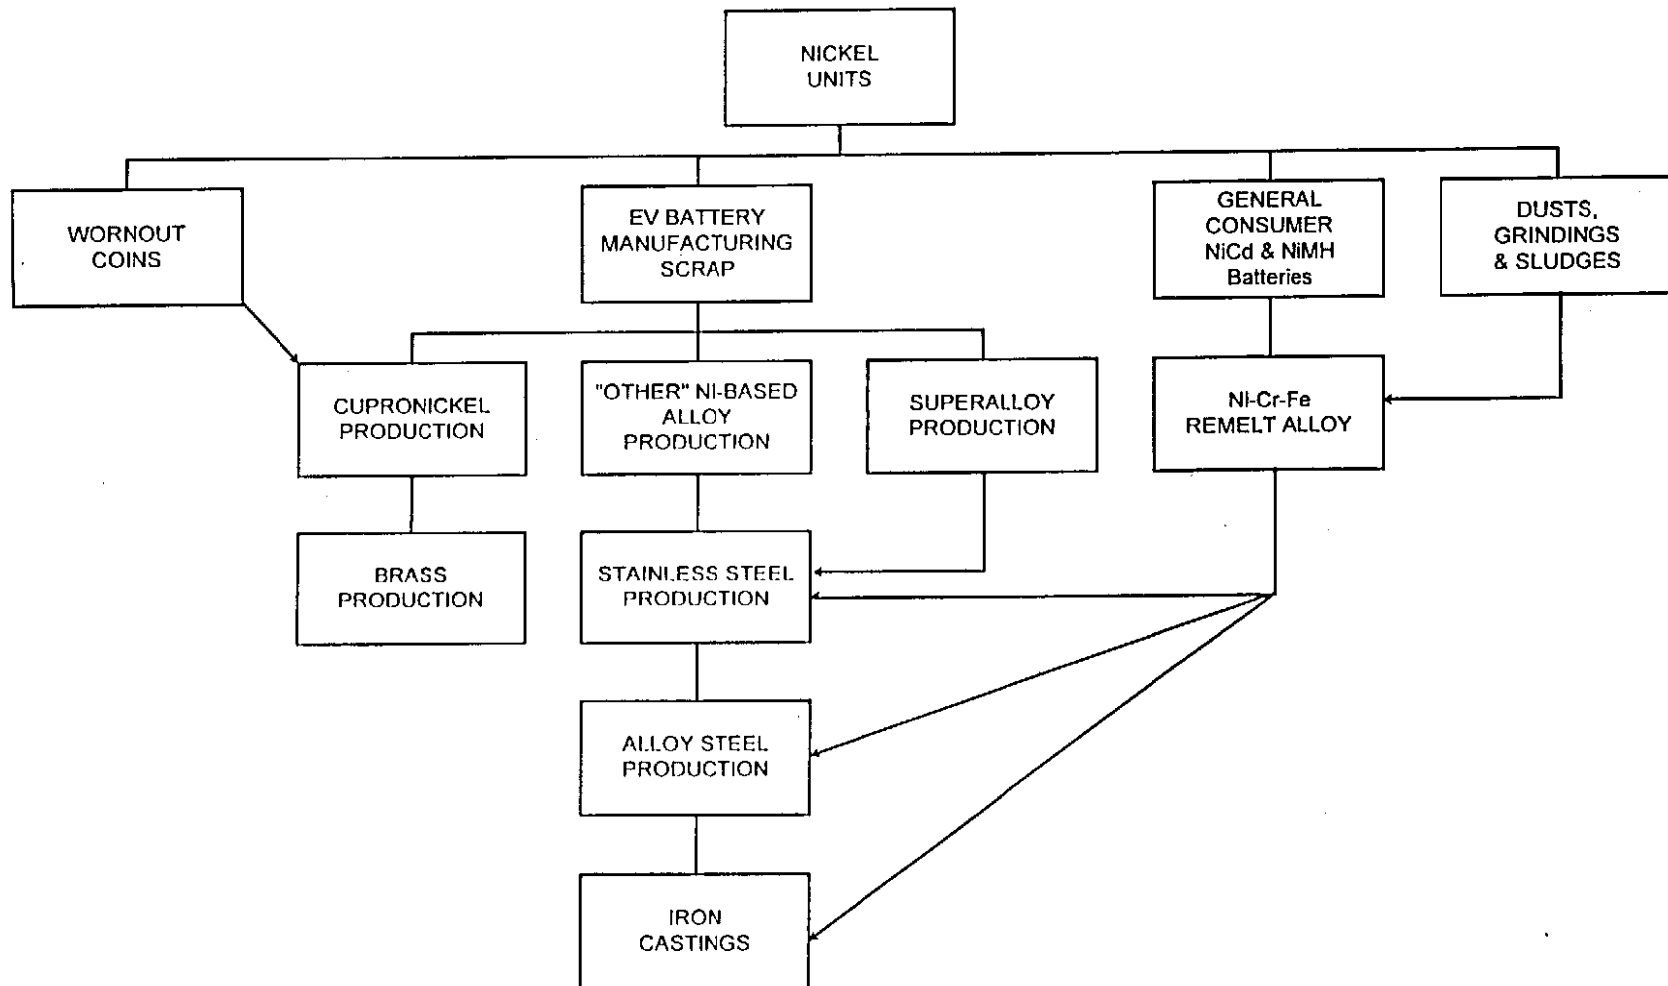 NICKEL
UNITS
WORNOUT
COINS
EV BATTERY
MANUFACTURING
SCRAP
GENERAL
CONSUMER
NiCd & NiMH
Batteries
DUSTS,
GRINDINGS
& SLUDGES
CUPRONICKEL
PRODUCTION
"OTHER" NI-BASED
ALLOY
PRODUCTION
SUPERALLOY
PRODUCTION
NI-Cr-Fe
REMELT ALLOY
BRASS
PRODUCTION
STAINLESS STEEL
PRODUCTION
ALLOY STEEL
PRODUCTION
IRON
CASTINGS